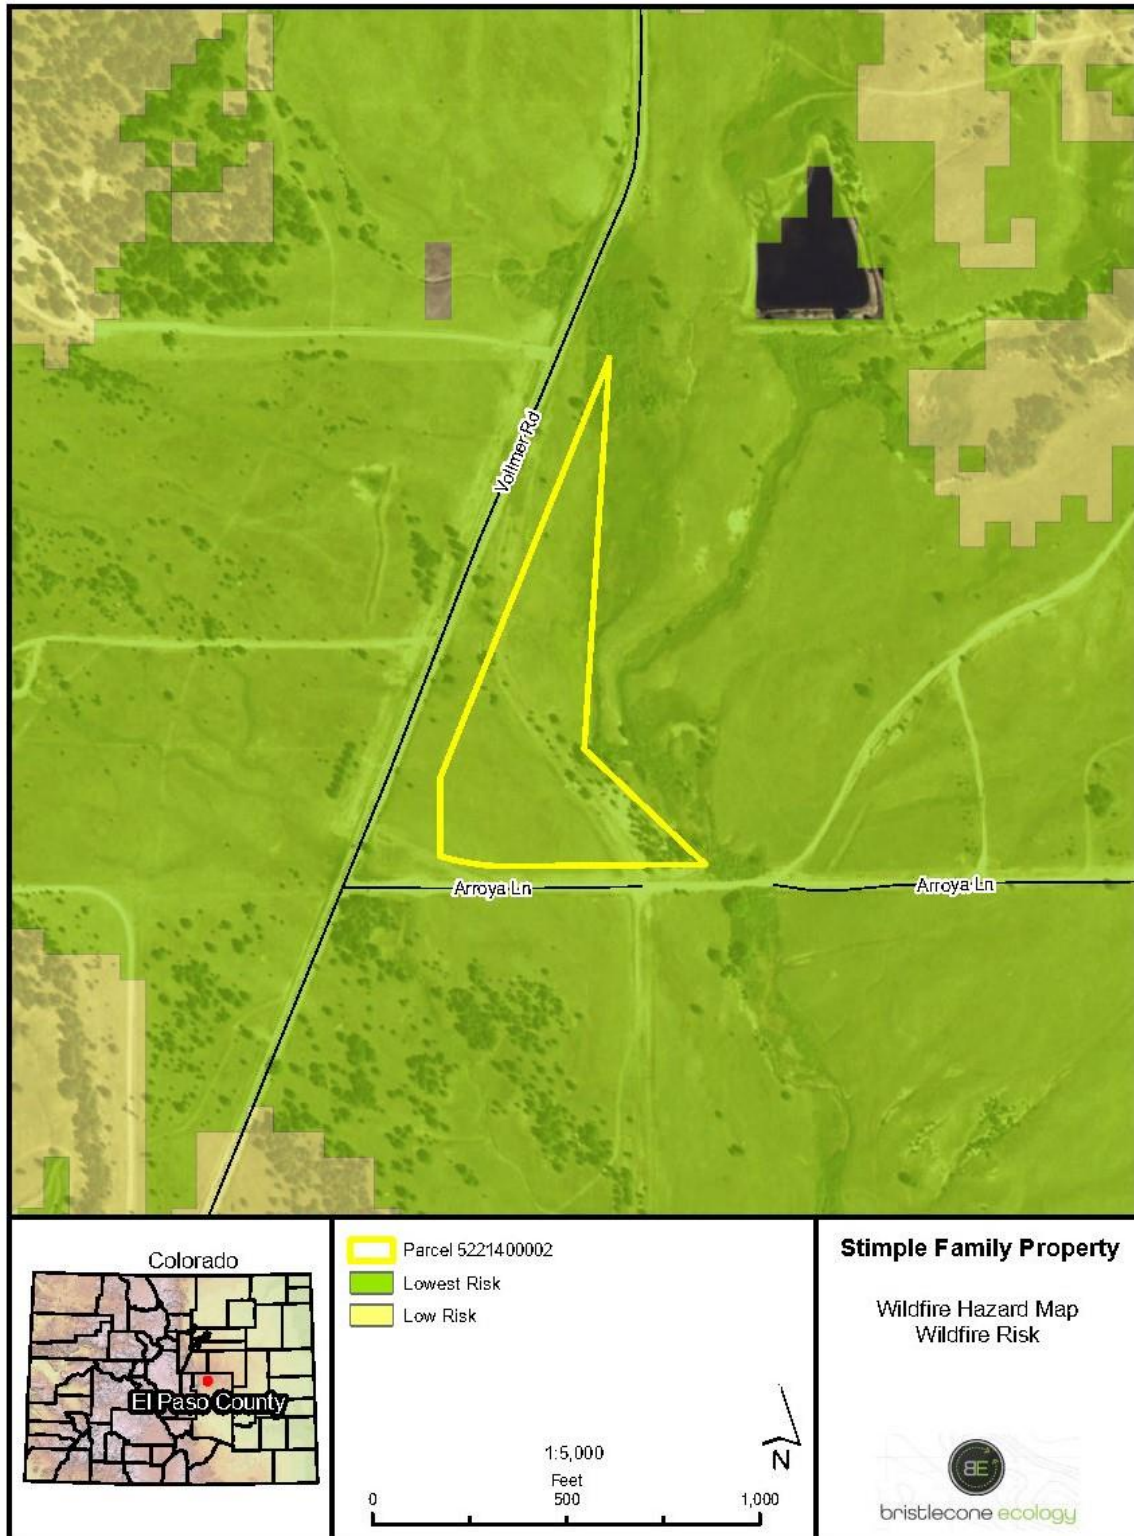 Vollmer Rd
Arroya Ln
Arroya Ln
Colorado
El Paso County
Parcel 5221400002
Lowest Risk
Low Risk
1:5,000
Feet
0 500 1,000
N
Stimple Family Property
Wildfire Hazard Map
Wildfire Risk
BE
bristlecone ecology